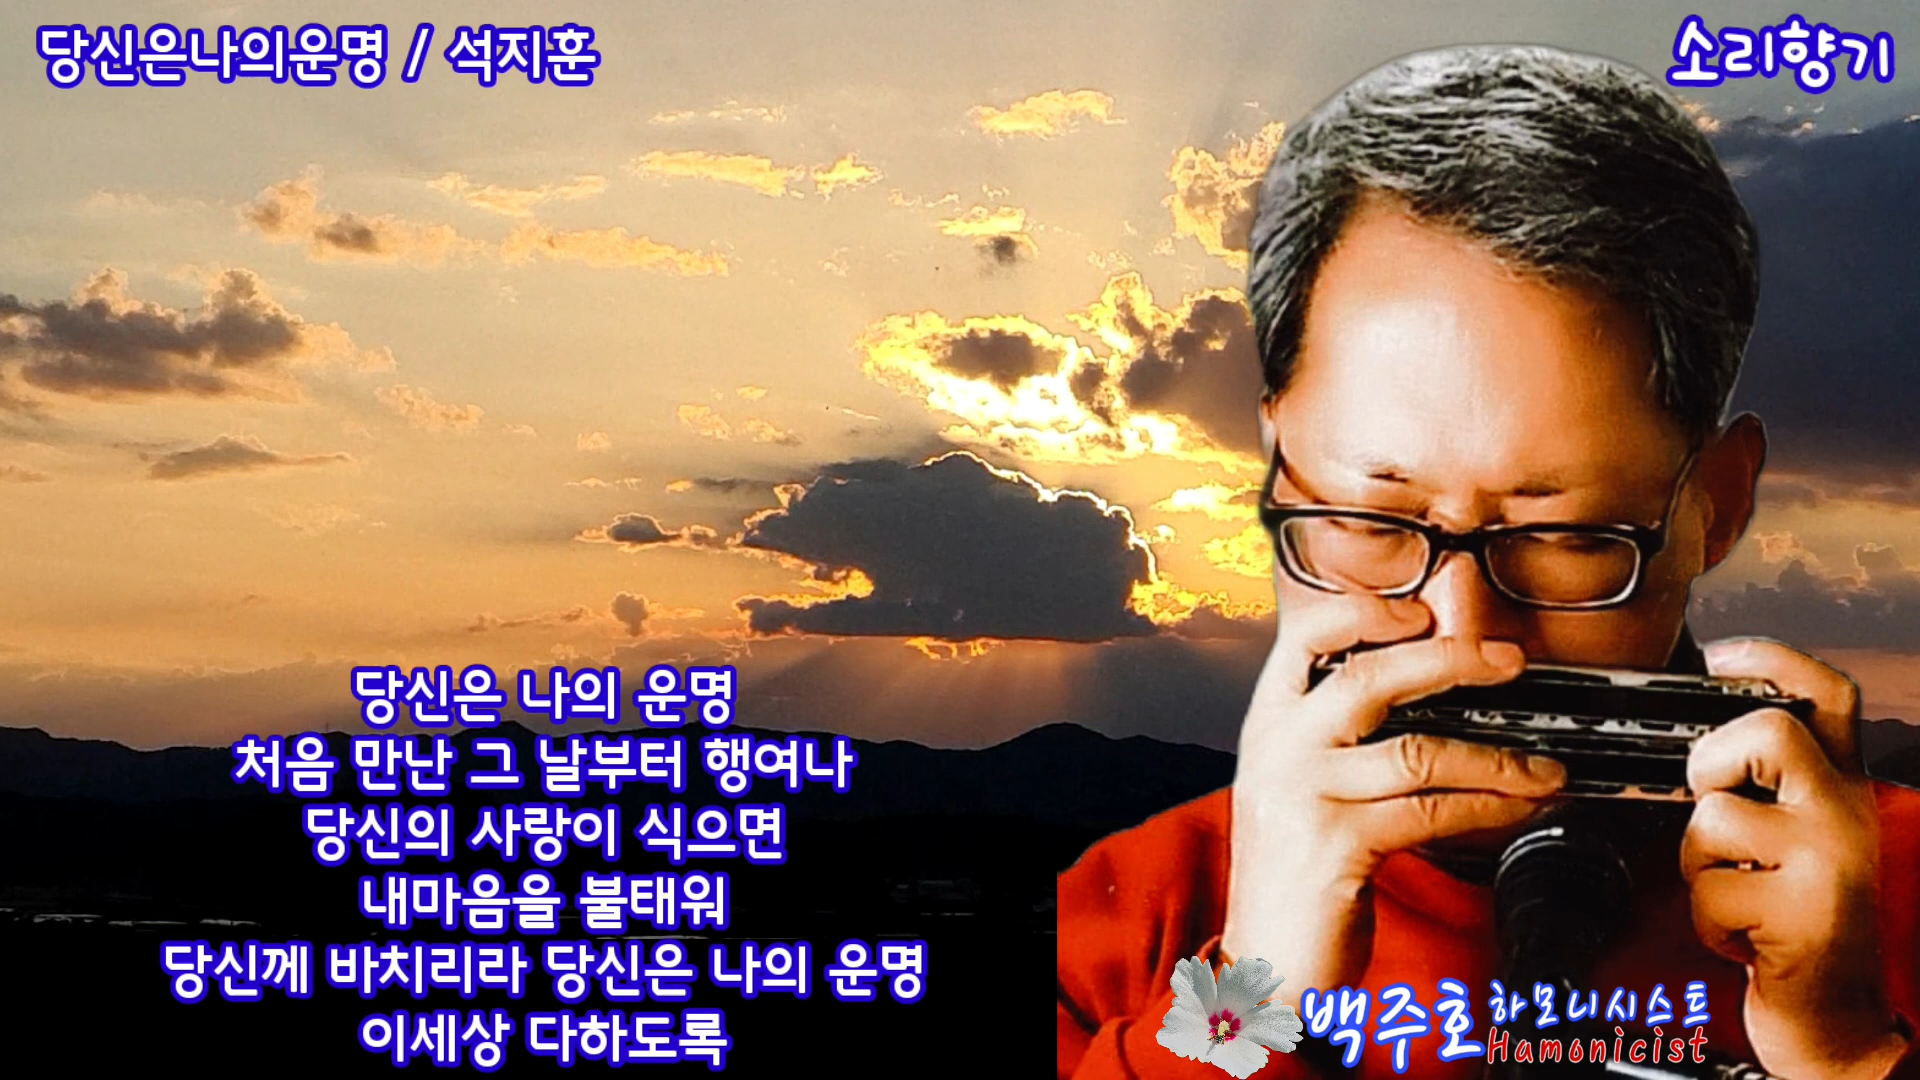 당신은나의운명 / 석지훈
소리향기
당신은 나의 운명
처음 만난 그 날부터 행여나
당신의 사랑이 식으면
내마음을 불태워
당신께 바치리라 당신은 나의 운명
이세상 다하도록
백주호 하모니시스트
Hamonicist